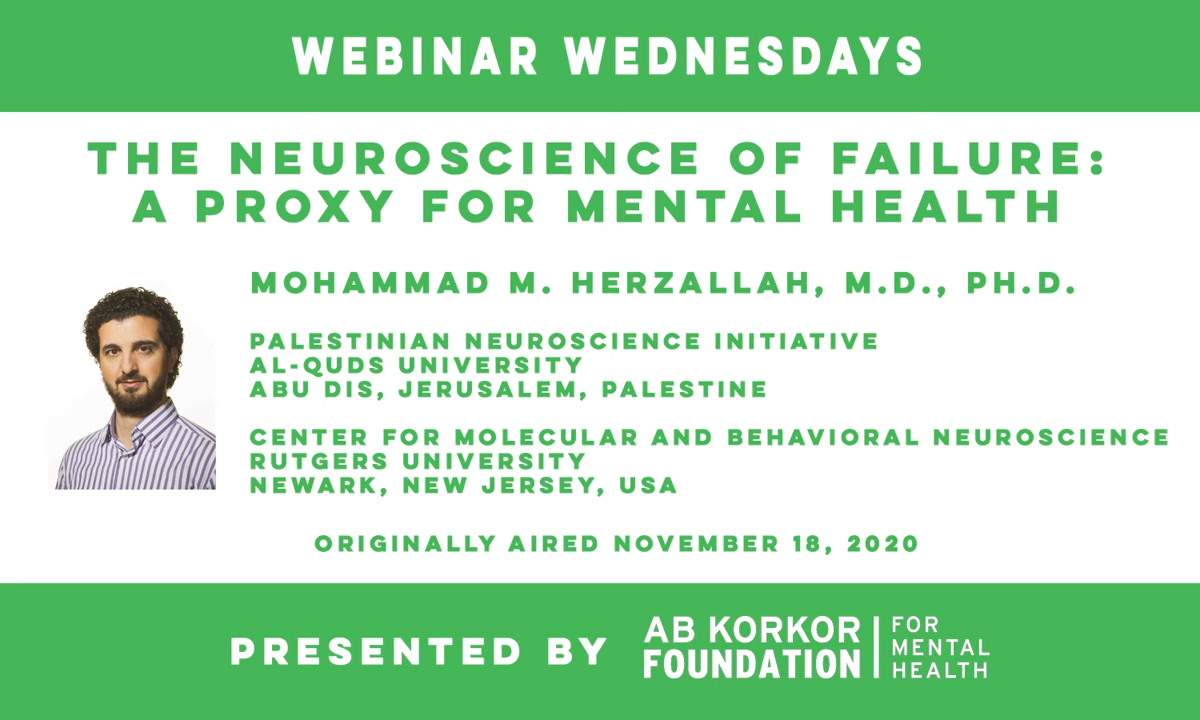 WEBINAR WEDNESDAYS
THE NEUROSCIENCE OF FAILURE:
A PROXY FOR MENTAL HEALTH
MOHAMMAD M. HERZALLAH, M.D., PH.D.
PALESTINIAN NEUROSCIENCE INITIATIVE
AL-QUDS UNIVERSITY
ABU DIS, JERUSALEM, PALESTINE
CENTER FOR MOLECULAR AND BEHAVIORAL NEUROSCIENCE
RUTGERS UNIVERSITY
NEWARK, NEW JERSEY, USA
ORIGINALLY AIRED NOVEMBER 18, 2020
PRESENTED BY
AB KORKOR
FOUNDATION
FOR
MENTAL
HEALTH